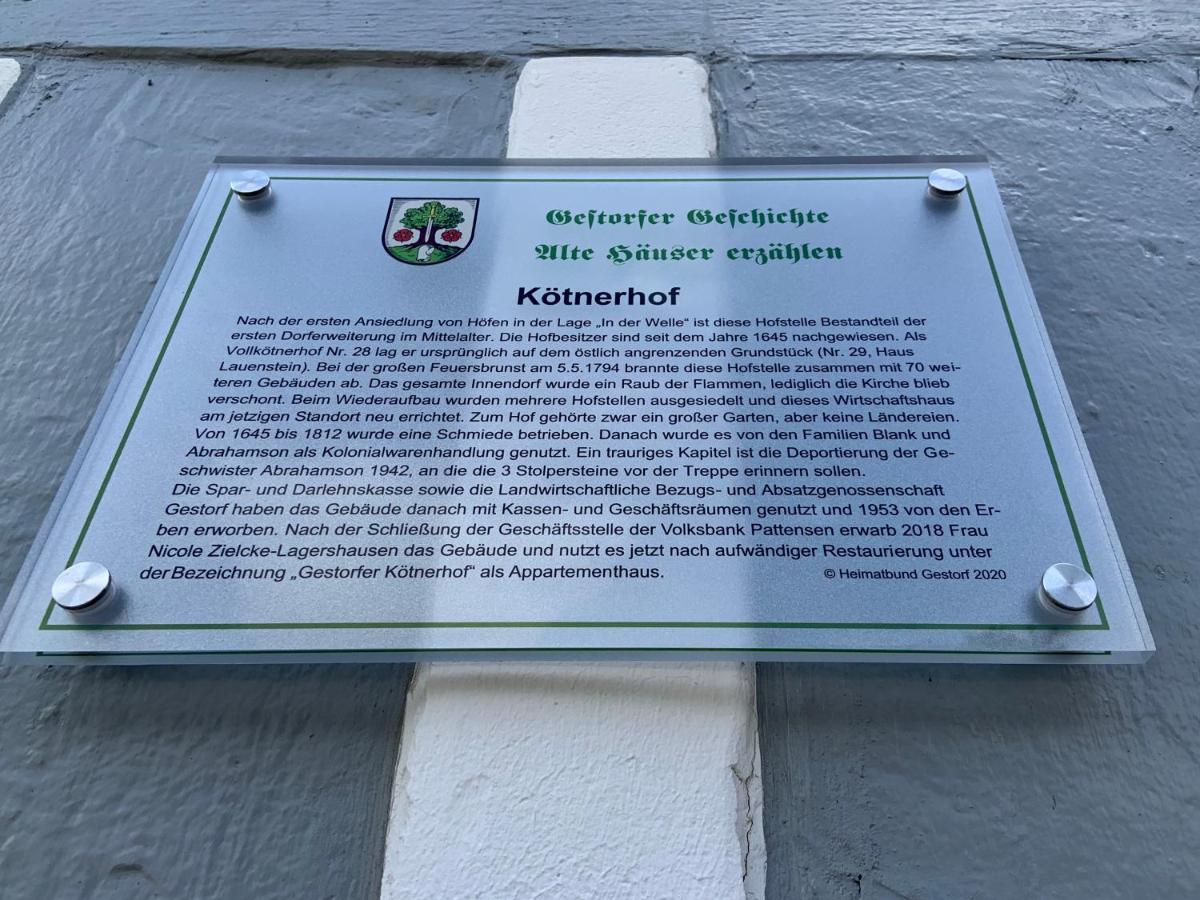 Gestorfer Geschichte
Alte Häuser erzählen
Kötnerhof
Nach der ersten Ansiedlung von Höfen in der Lage „In der Welle“ ist diese Hofstelle Bestandteil der
ersten Dorferweiterung im Mittelalter. Die Hofbesitzer sind seit dem Jahre 1645 nachgewiesen. Als
Vollkötnerhof Nr. 28 lag er ursprünglich auf dem östlich angrenzenden Grundstück (Nr. 29, Haus
Lauenstein). Bei der großen Feuersbrunst am 5.5.1794 brannte diese Hofstelle zusammen mit 70 wei-
teren Gebäuden ab. Das gesamte Innendorf wurde ein Raub der Flammen, lediglich die Kirche blieb
verschont. Beim Wiederaufbau wurden mehrere Hofstellen ausgesiedelt und dieses Wirtschaftshaus
am jetzigen Standort neu errichtet. Zum Hof gehörte zwar ein großer Garten, aber keine Ländereien.
Von 1645 bis 1812 wurde eine Schmiede betrieben. Danach wurde es von den Familien Blank und
Abrahamson als Kolonialwarenhandlung genutzt. Ein trauriges Kapitel ist die Deportierung der Ge-
schwister Abrahamson 1942, an die die 3 Stolpersteine vor der Treppe erinnern sollen.
Die Spar- und Darlehnskasse sowie die Landwirtschaftliche Bezugs- und Absatzgenossenschaft
Gestorf haben das Gebäude danach mit Kassen- und Geschäftsräumen genutzt und 1953 von den Er-
ben erworben. Nach der Schließung der Geschäftsstelle der Volksbank Pattensen erwarb 2018 Frau
Nicole Zielcke-Lagershausen das Gebäude und nutzt es jetzt nach aufwändiger Restaurierung unter
der Bezeichnung „Gestorfer Kötnerhof“ als Appartementhaus.
© Heimatbund Gestorf 2020